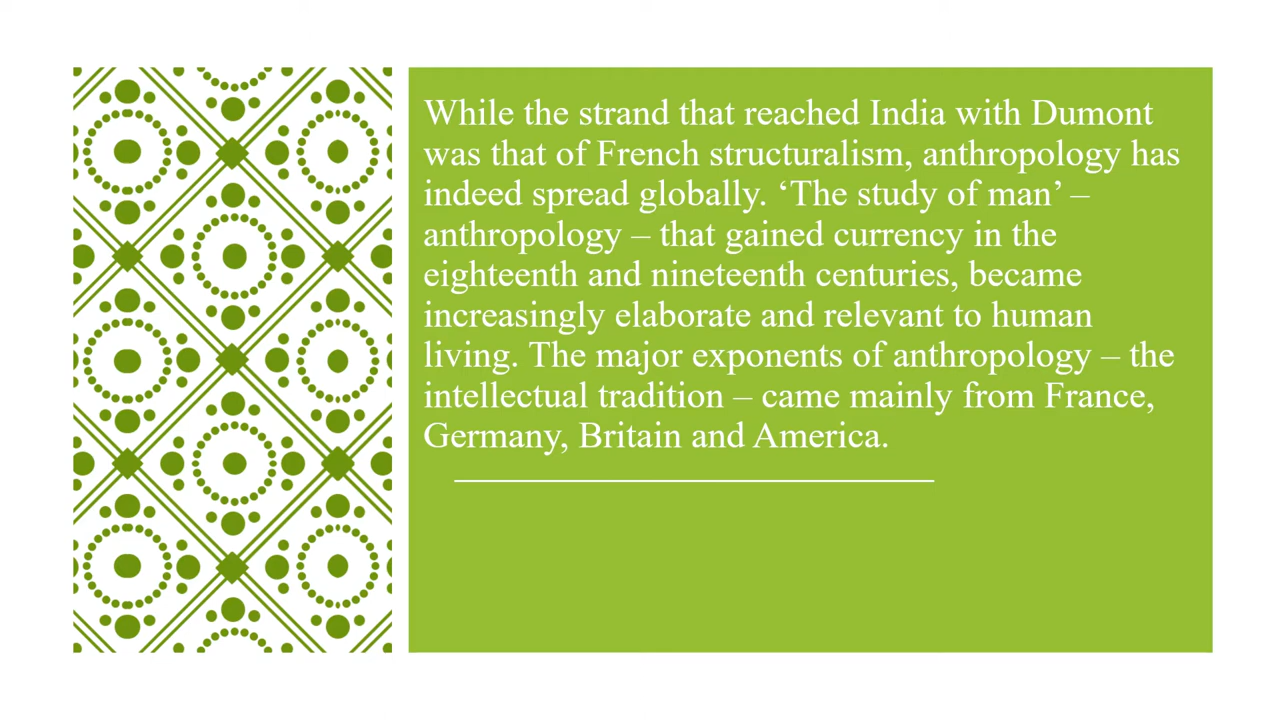 While the strand that reached India with Dumont
was that of French structuralism, anthropology has
indeed spread globally. ‘The study of man’ –
anthropology – that gained currency in the
eighteenth and nineteenth centuries, became
increasingly elaborate and relevant to human
living. The major exponents of anthropology – the
intellectual tradition – came mainly from France,
Germany, Britain and America.